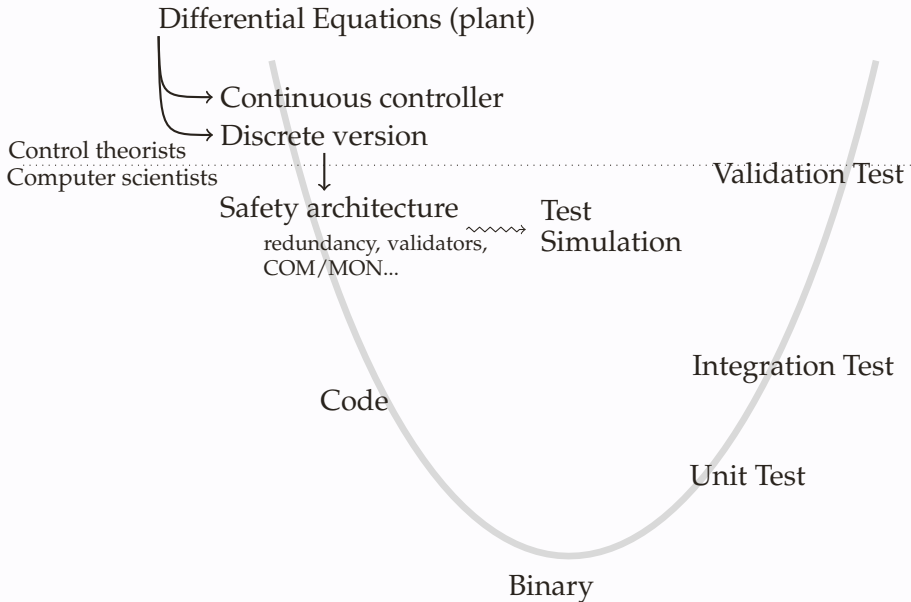 Differential Equations (plant)
Continuous controller
Discrete version
Control theorists
Computer scientists
Validation Test
Safety architecture
redundancy, validators,
COM/MON...
Test
Simulation
Integration Test
Code
Unit Test
Binary